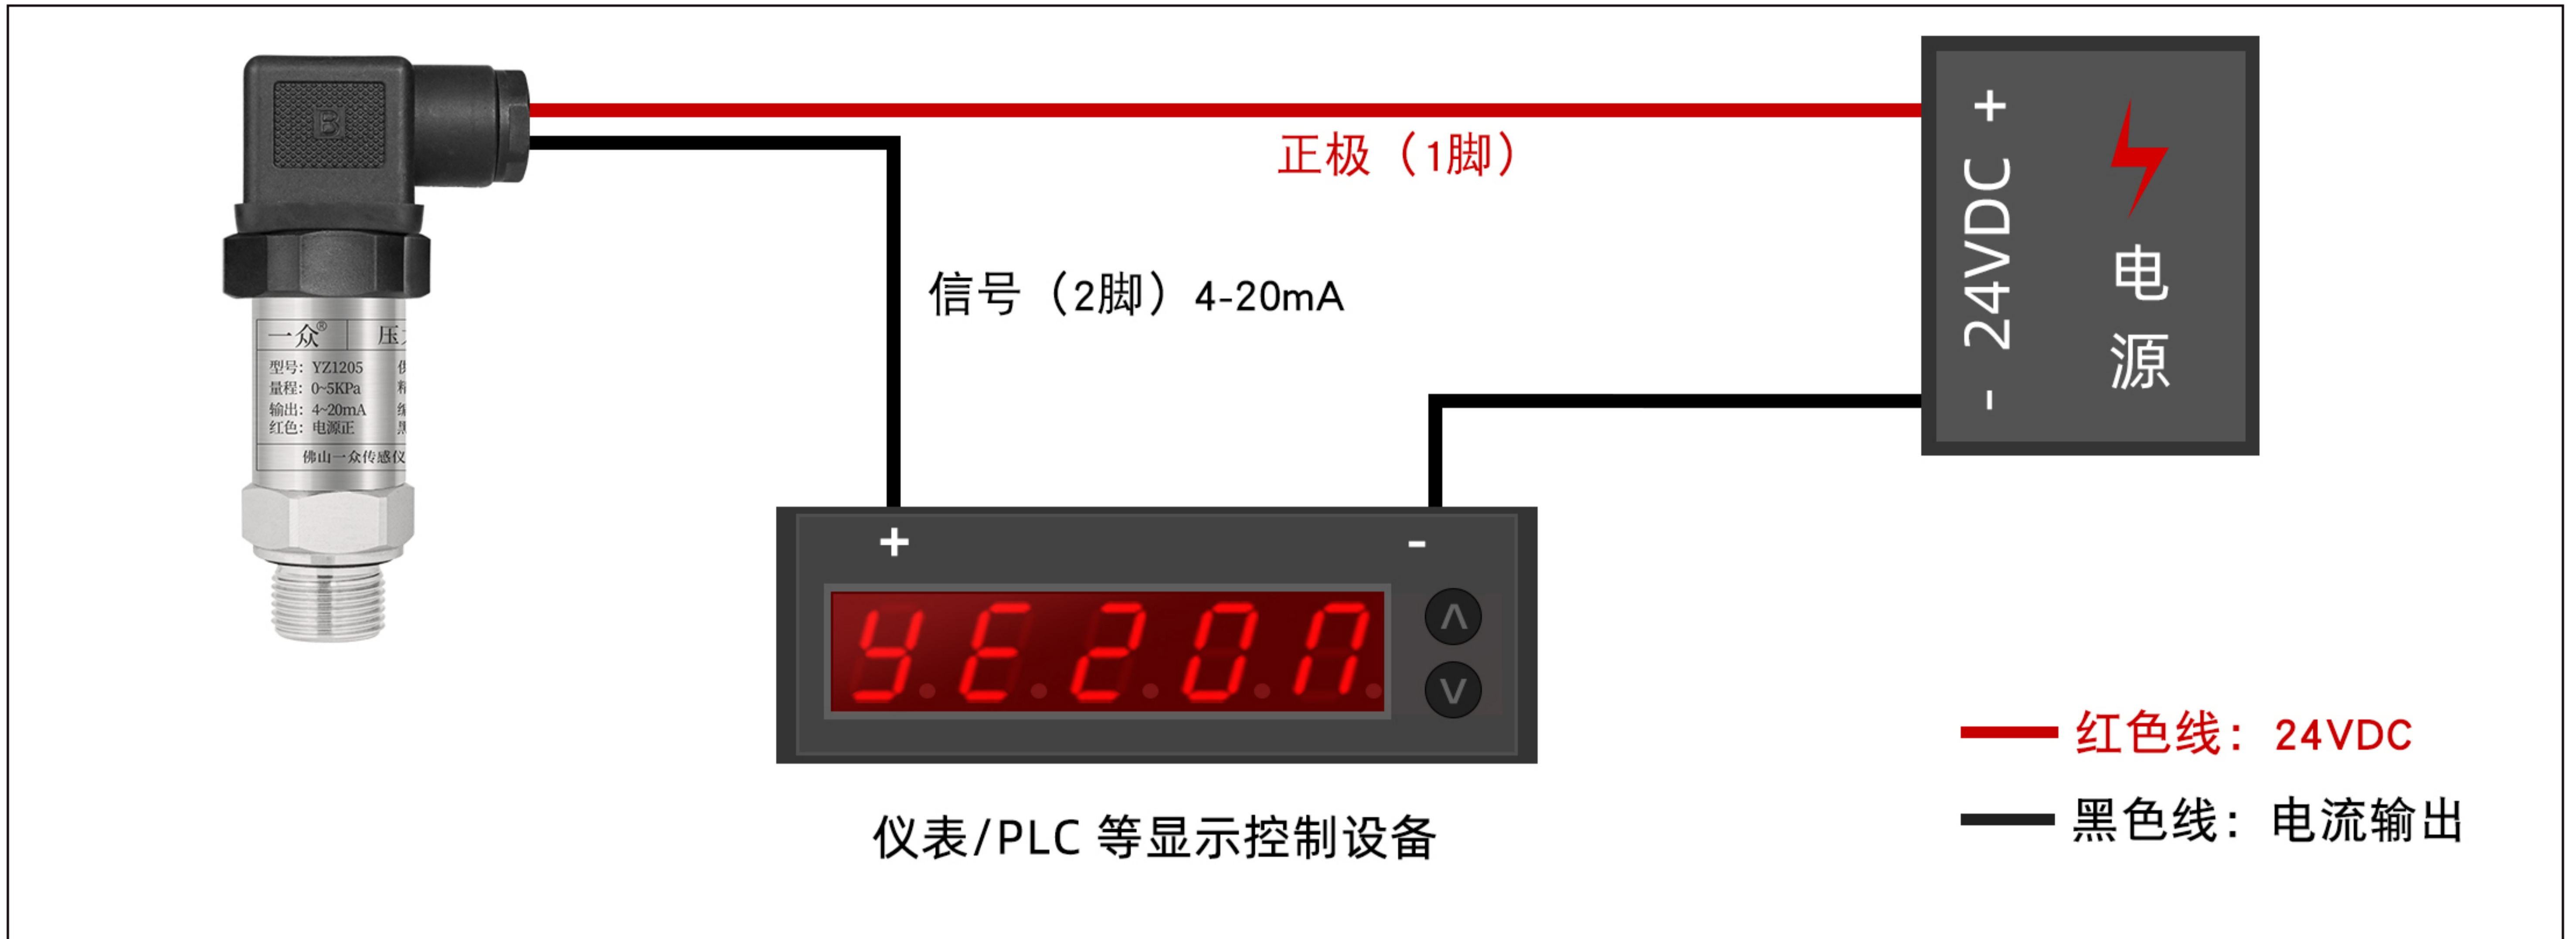 B
正极（1脚）
信号（2脚）4-20mA
- 24VDC +
电源
一众®
型号：YZ1205
量程：0~5KPa
输出：4~20mA
红色：电源正
佛山一众传感仪
+ -
仪表/PLC 等显示控制设备
红色线：24VDC
黑色线：电流输出